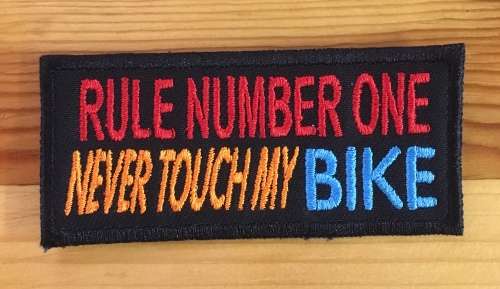 RULE NUMBER ONE
NEVER TOUCH MY BIKE